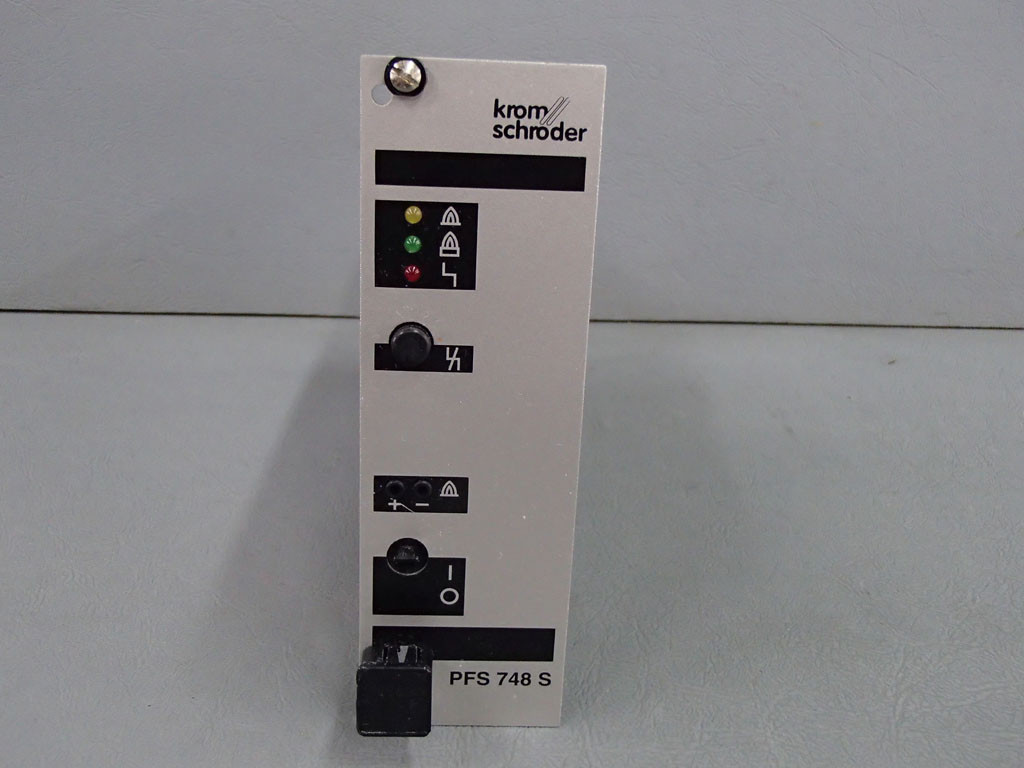 krom
schroder
+ −
I
O
PFS 748 S